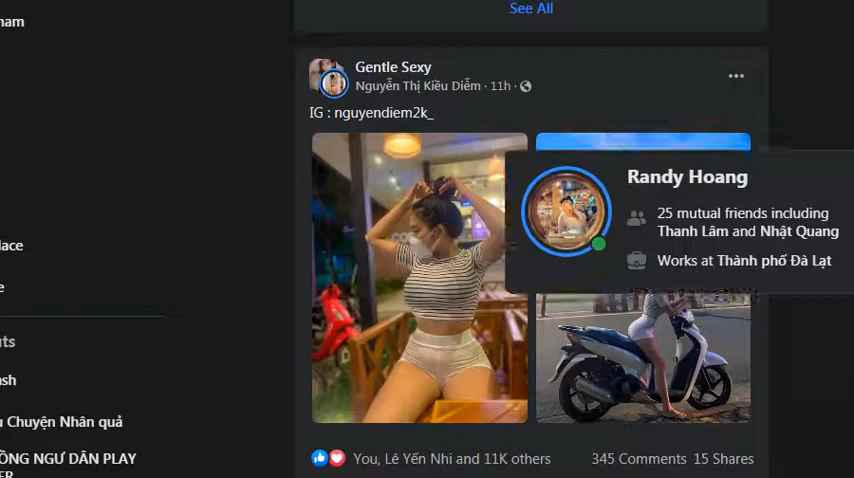 nam
See All
Gentle Sexy
Nguyễn Thị Kiều Diễm · 11h ·
IG : nguyendiem2k_
Randy Hoang
25 mutual friends including
Thanh Lâm and Nhật Quang
Works at Thành phố Đà Lạt
lace
e
uts
ash
u Chuyện Nhân quả
ỒNG NGƯ DÂN PLAY
ER
You, Lê Yến Nhi and 11K others
345 Comments 15 Shares